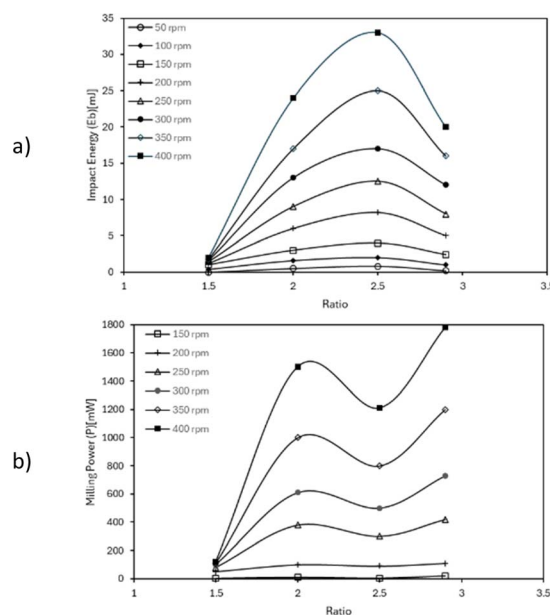 a)
Impact Energy (Eb)[mJ]
35
30
25
20
15
10
5
0
50 rpm
100 rpm
150 rpm
200 rpm
250 rpm
300 rpm
350 rpm
400 rpm
1
1.5
2
2.5
3
3.5
Ratio
b)
Milling Power (P)[mW]
1800
1600
1400
1200
1000
800
600
400
200
0
150 rpm
200 rpm
250 rpm
300 rpm
350 rpm
400 rpm
1
1.5
2
2.5
3
3.5
Ratio